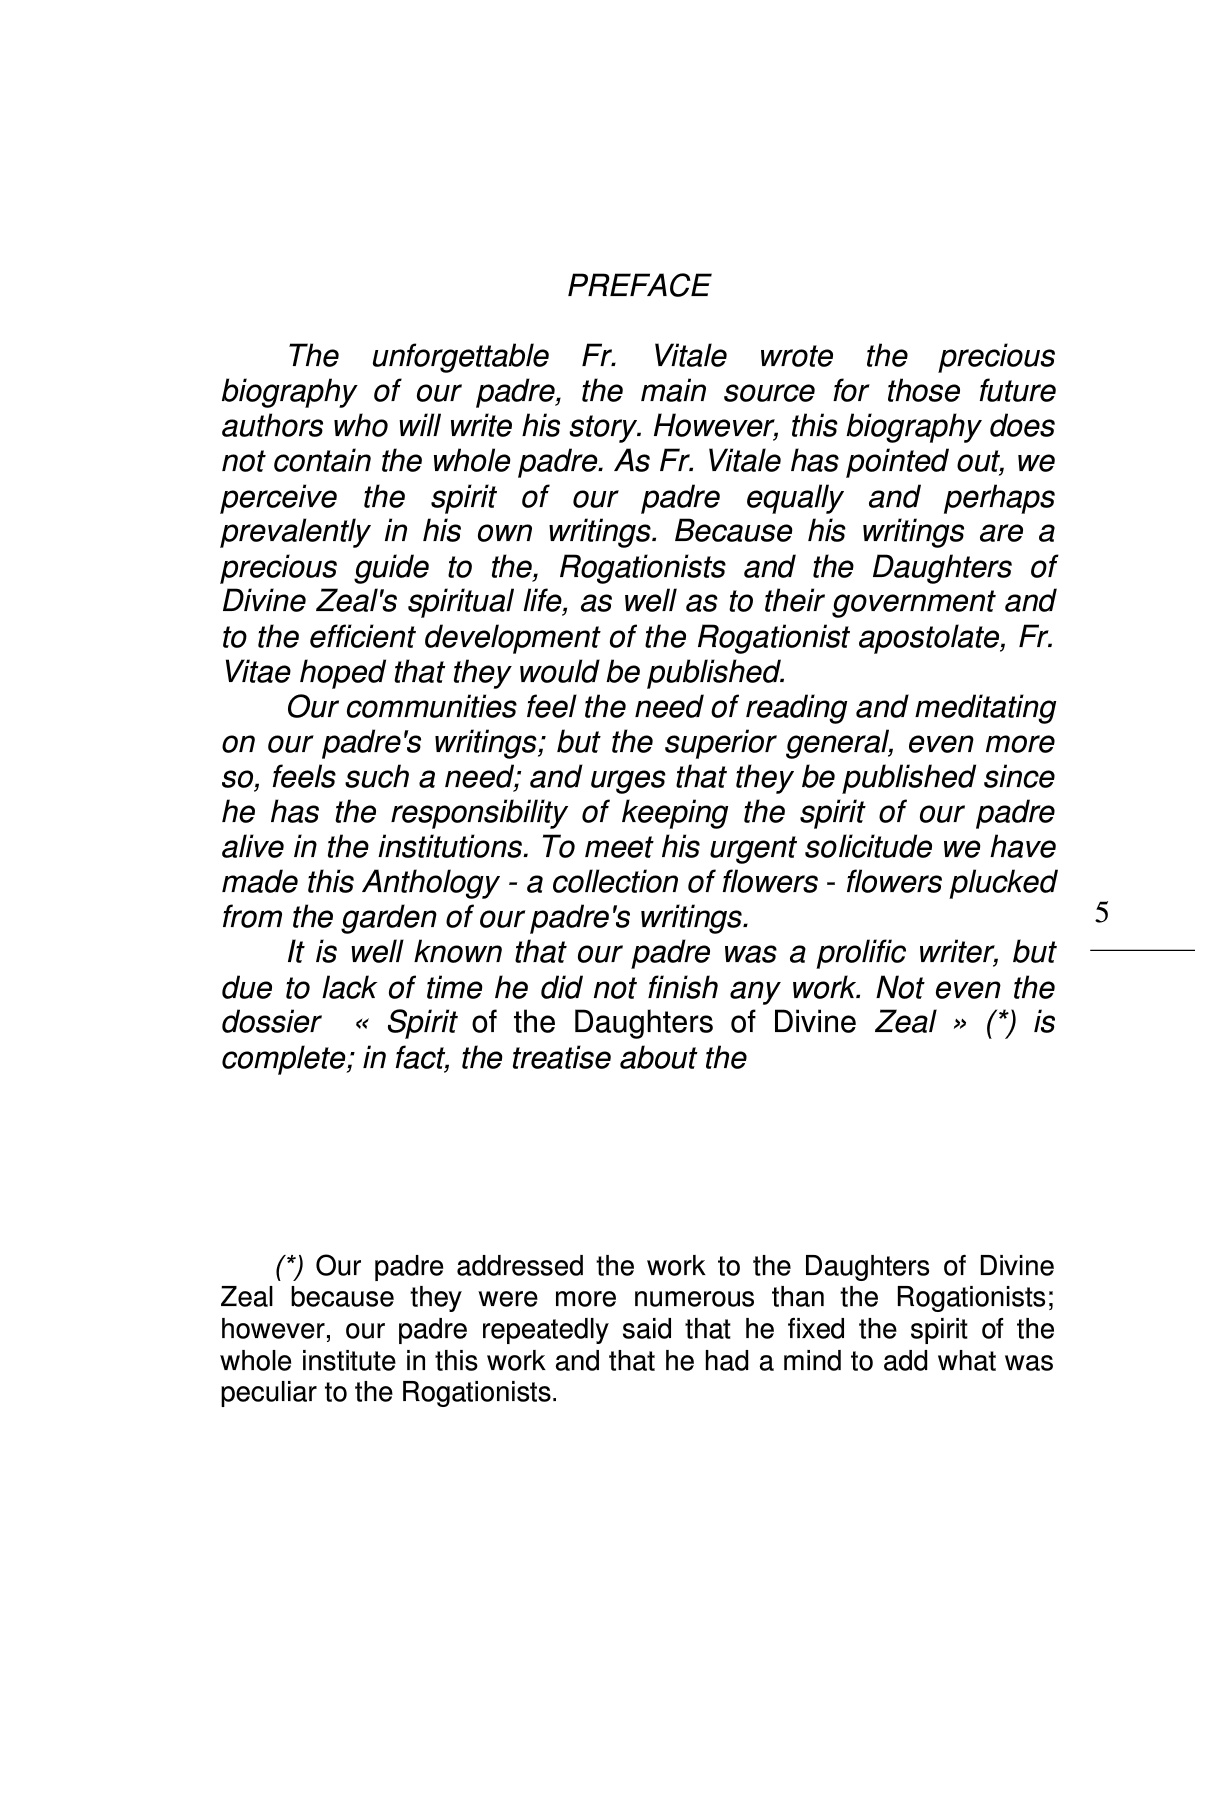 PREFACE
The unforgettable Fr. Vitale wrote the precious
biography of our padre, the main source for those future
authors who will write his story. However, this biography does
not contain the whole padre. As Fr. Vitale has pointed out, we
perceive the spirit of our padre equally and perhaps
prevalently in his own writings. Because his writings are a
precious guide to the, Rogationists and the Daughters of
Divine Zeal's spiritual life, as well as to their government and
to the efficient development of the Rogationist apostolate, Fr.
Vitae hoped that they would be published.
Our communities feel the need of reading and meditating
on our padre's writings; but the superior general, even more
so, feels such a need; and urges that they be published since
he has the responsibility of keeping the spirit of our padre
alive in the institutions. To meet his urgent solicitude we have
made this Anthology - a collection of flowers - flowers plucked
from the garden of our padre's writings.
5
It is well known that our padre was a prolific writer, but
due to lack of time he did not finish any work. Not even the
dossier « Spirit of the Daughters of Divine Zeal » (*) is
complete; in fact, the treatise about the
(*) Our padre addressed the work to the Daughters of Divine
Zeal because they were more numerous than the Rogationists;
however, our padre repeatedly said that he fixed the spirit of the
whole institute in this work and that he had a mind to add what was
peculiar to the Rogationists.